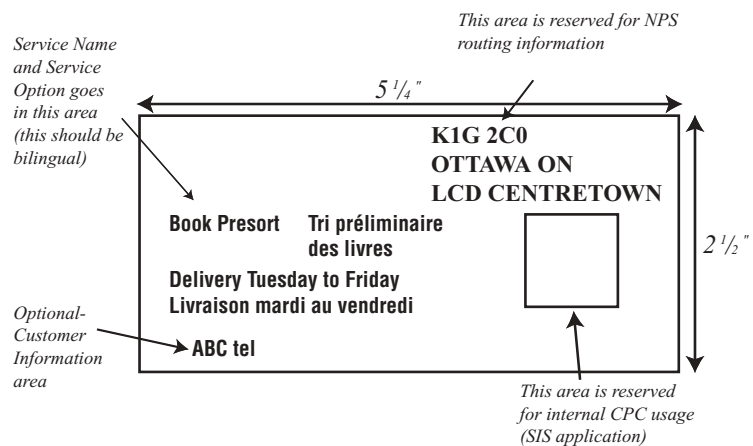 This area is reserved for NPS
routing information
Service Name
and Service
Option goes
in this area
(this should be
bilingual)
5 1/4 "
K1G 2C0
OTTAWA ON
LCD CENTRETOWN
Book Presort
Tri préliminaire
des livres
2 1/2 "
Delivery Tuesday to Friday
Livraison mardi au vendredi
Optional-
Customer
Information
area
ABC tel
This area is reserved
for internal CPC usage
(SIS application)